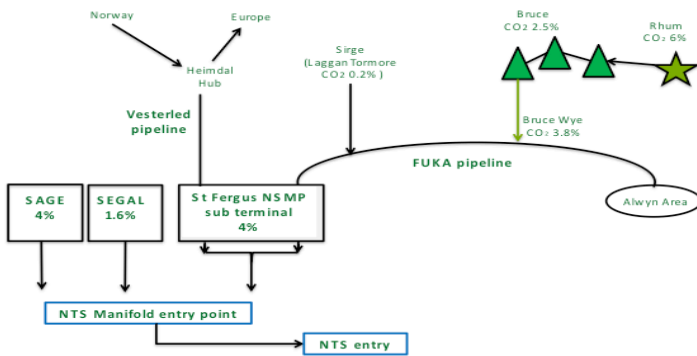 Norway
Europe
Heimdal
Hub
Vesterled
pipeline
Sirge
(Laggan Tormore
CO2 0.2% )
Bruce
CO2 2.5%
Rhum
CO2 6%
Bruce Wye
CO2 3.8%
FUKA pipeline
Alwyn Area
SAGE
4%
SEGAL
1.6%
St Fergus NSMP
sub terminal
4%
NTS Manifold entry point
NTS entry